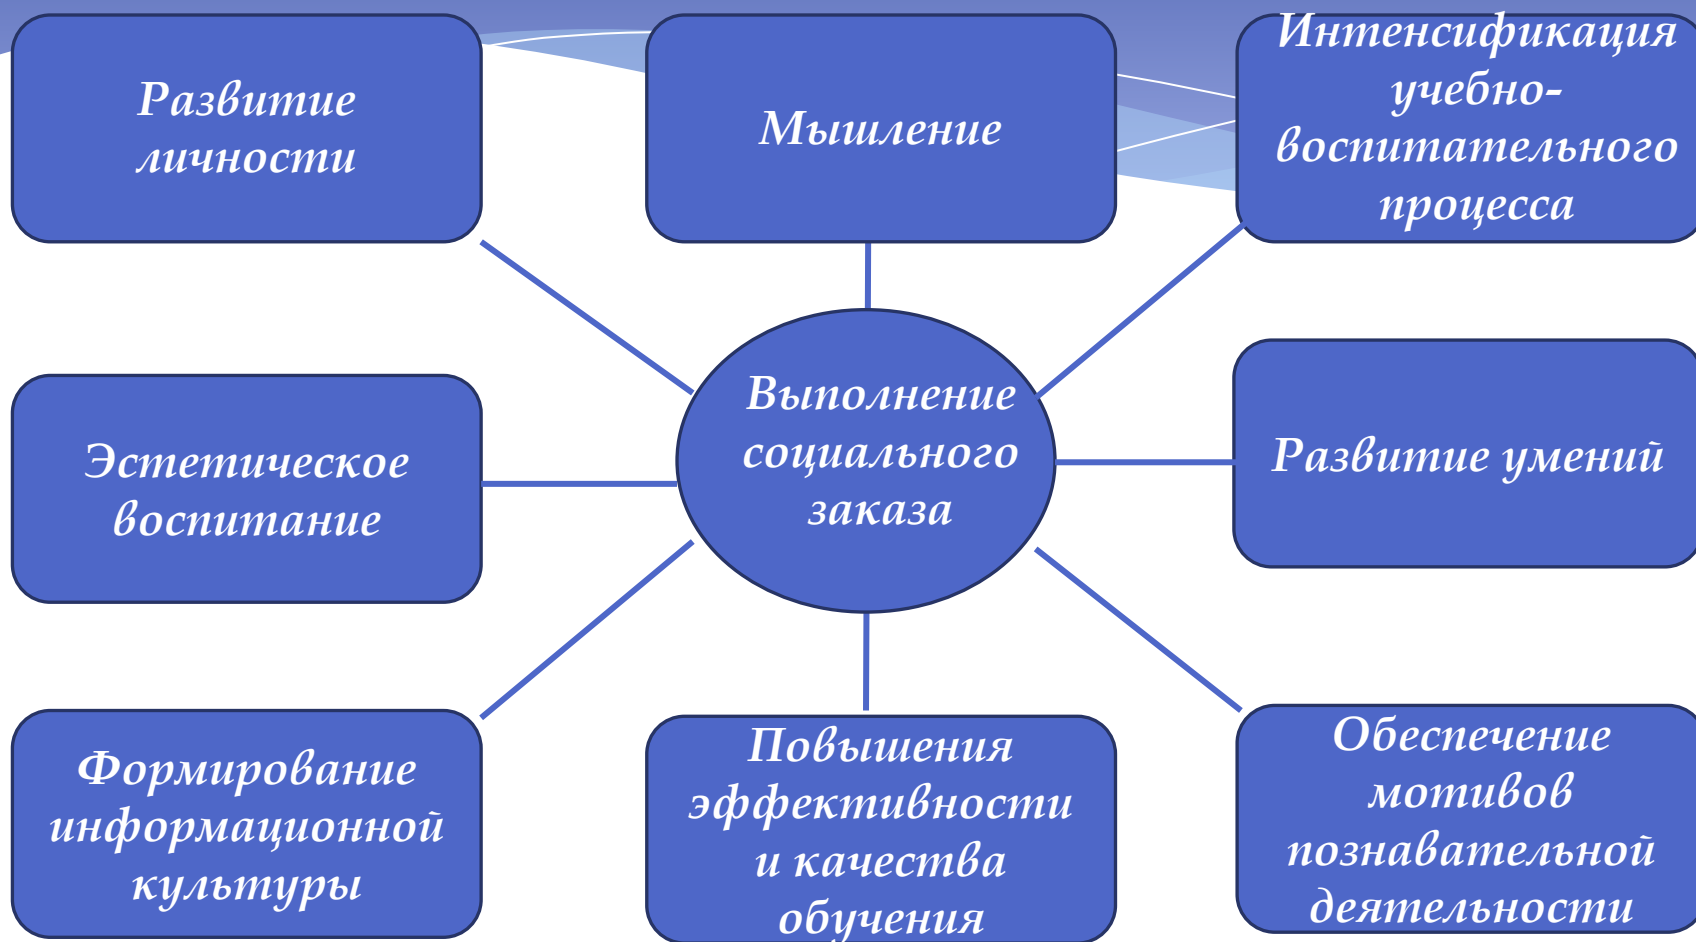 Развитие
личности
Мышление
Интенсификация
учебно-
воспитательного
процесса
Эстетическое
воспитание
Выполнение
социального
заказа
Развитие умений
Формирование
информационной
культуры
Повышения
эффективности
и качества
обучения
Обеспечение
мотивов
познавательной
деятельности